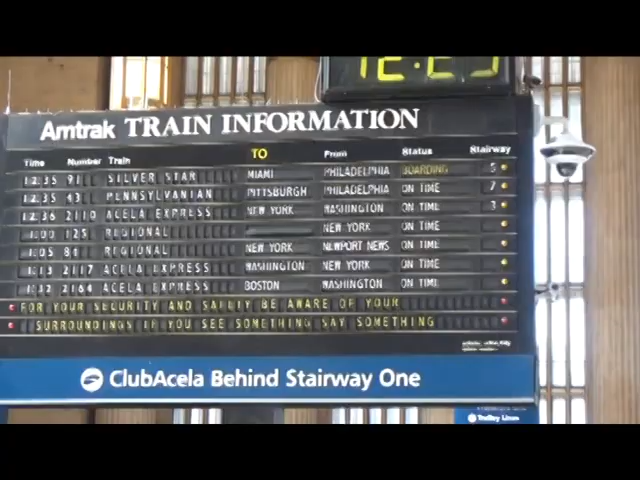 Amtrak TRAIN INFORMATION
Time Number Train TO From Status Stairway
12 35 91 SILVER STAR MIAMI PHILADELPHIA BOARDING 5
12 35 43 PENNSYLVANIAN PITTSBURGH PHILADELPHIA ON TIME 7
12 36 2110 ACELA EXPRESS NEW YORK WASHINGTON ON TIME 3
125 REGIONAL NEW YORK ON TIME
1 05 84 REGIONAL NEW YORK NEWPORT NEWS ON TIME
1 13 2117 ACELA EXPRESS WASHINGTON NEW YORK ON TIME
1 32 2164 ACELA EXPRESS BOSTON WASHINGTON ON TIME
FOR YOUR SECURITY AND SAFETY BE AWARE OF YOUR
SURROUNDINGS IF YOU SEE SOMETHING SAY SOMETHING
ClubAcela Behind Stairway One
Trolley Lines